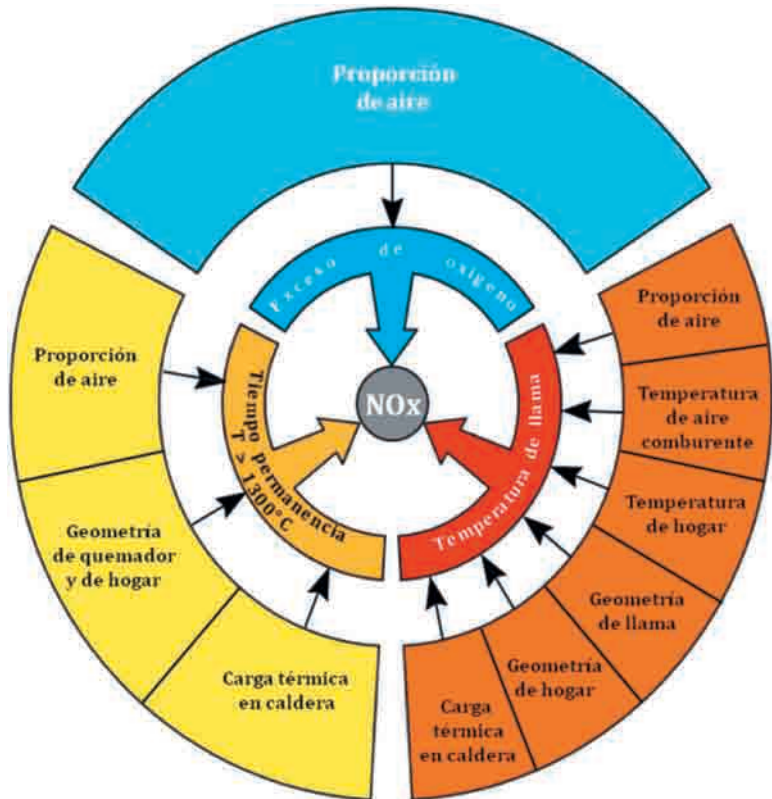 Proporción
de aire
Exceso de oxígeno
NOx
Tiempo permanencia
T > 1300°C
Temperatura de llama
Proporción
de aire
Geometría
de quemador
y de hogar
Carga térmica
en caldera
Proporción
de aire
Temperatura
de aire
comburente
Temperatura
de hogar
Geometría
de llama
Geometría
de hogar
Carga
térmica
en caldera